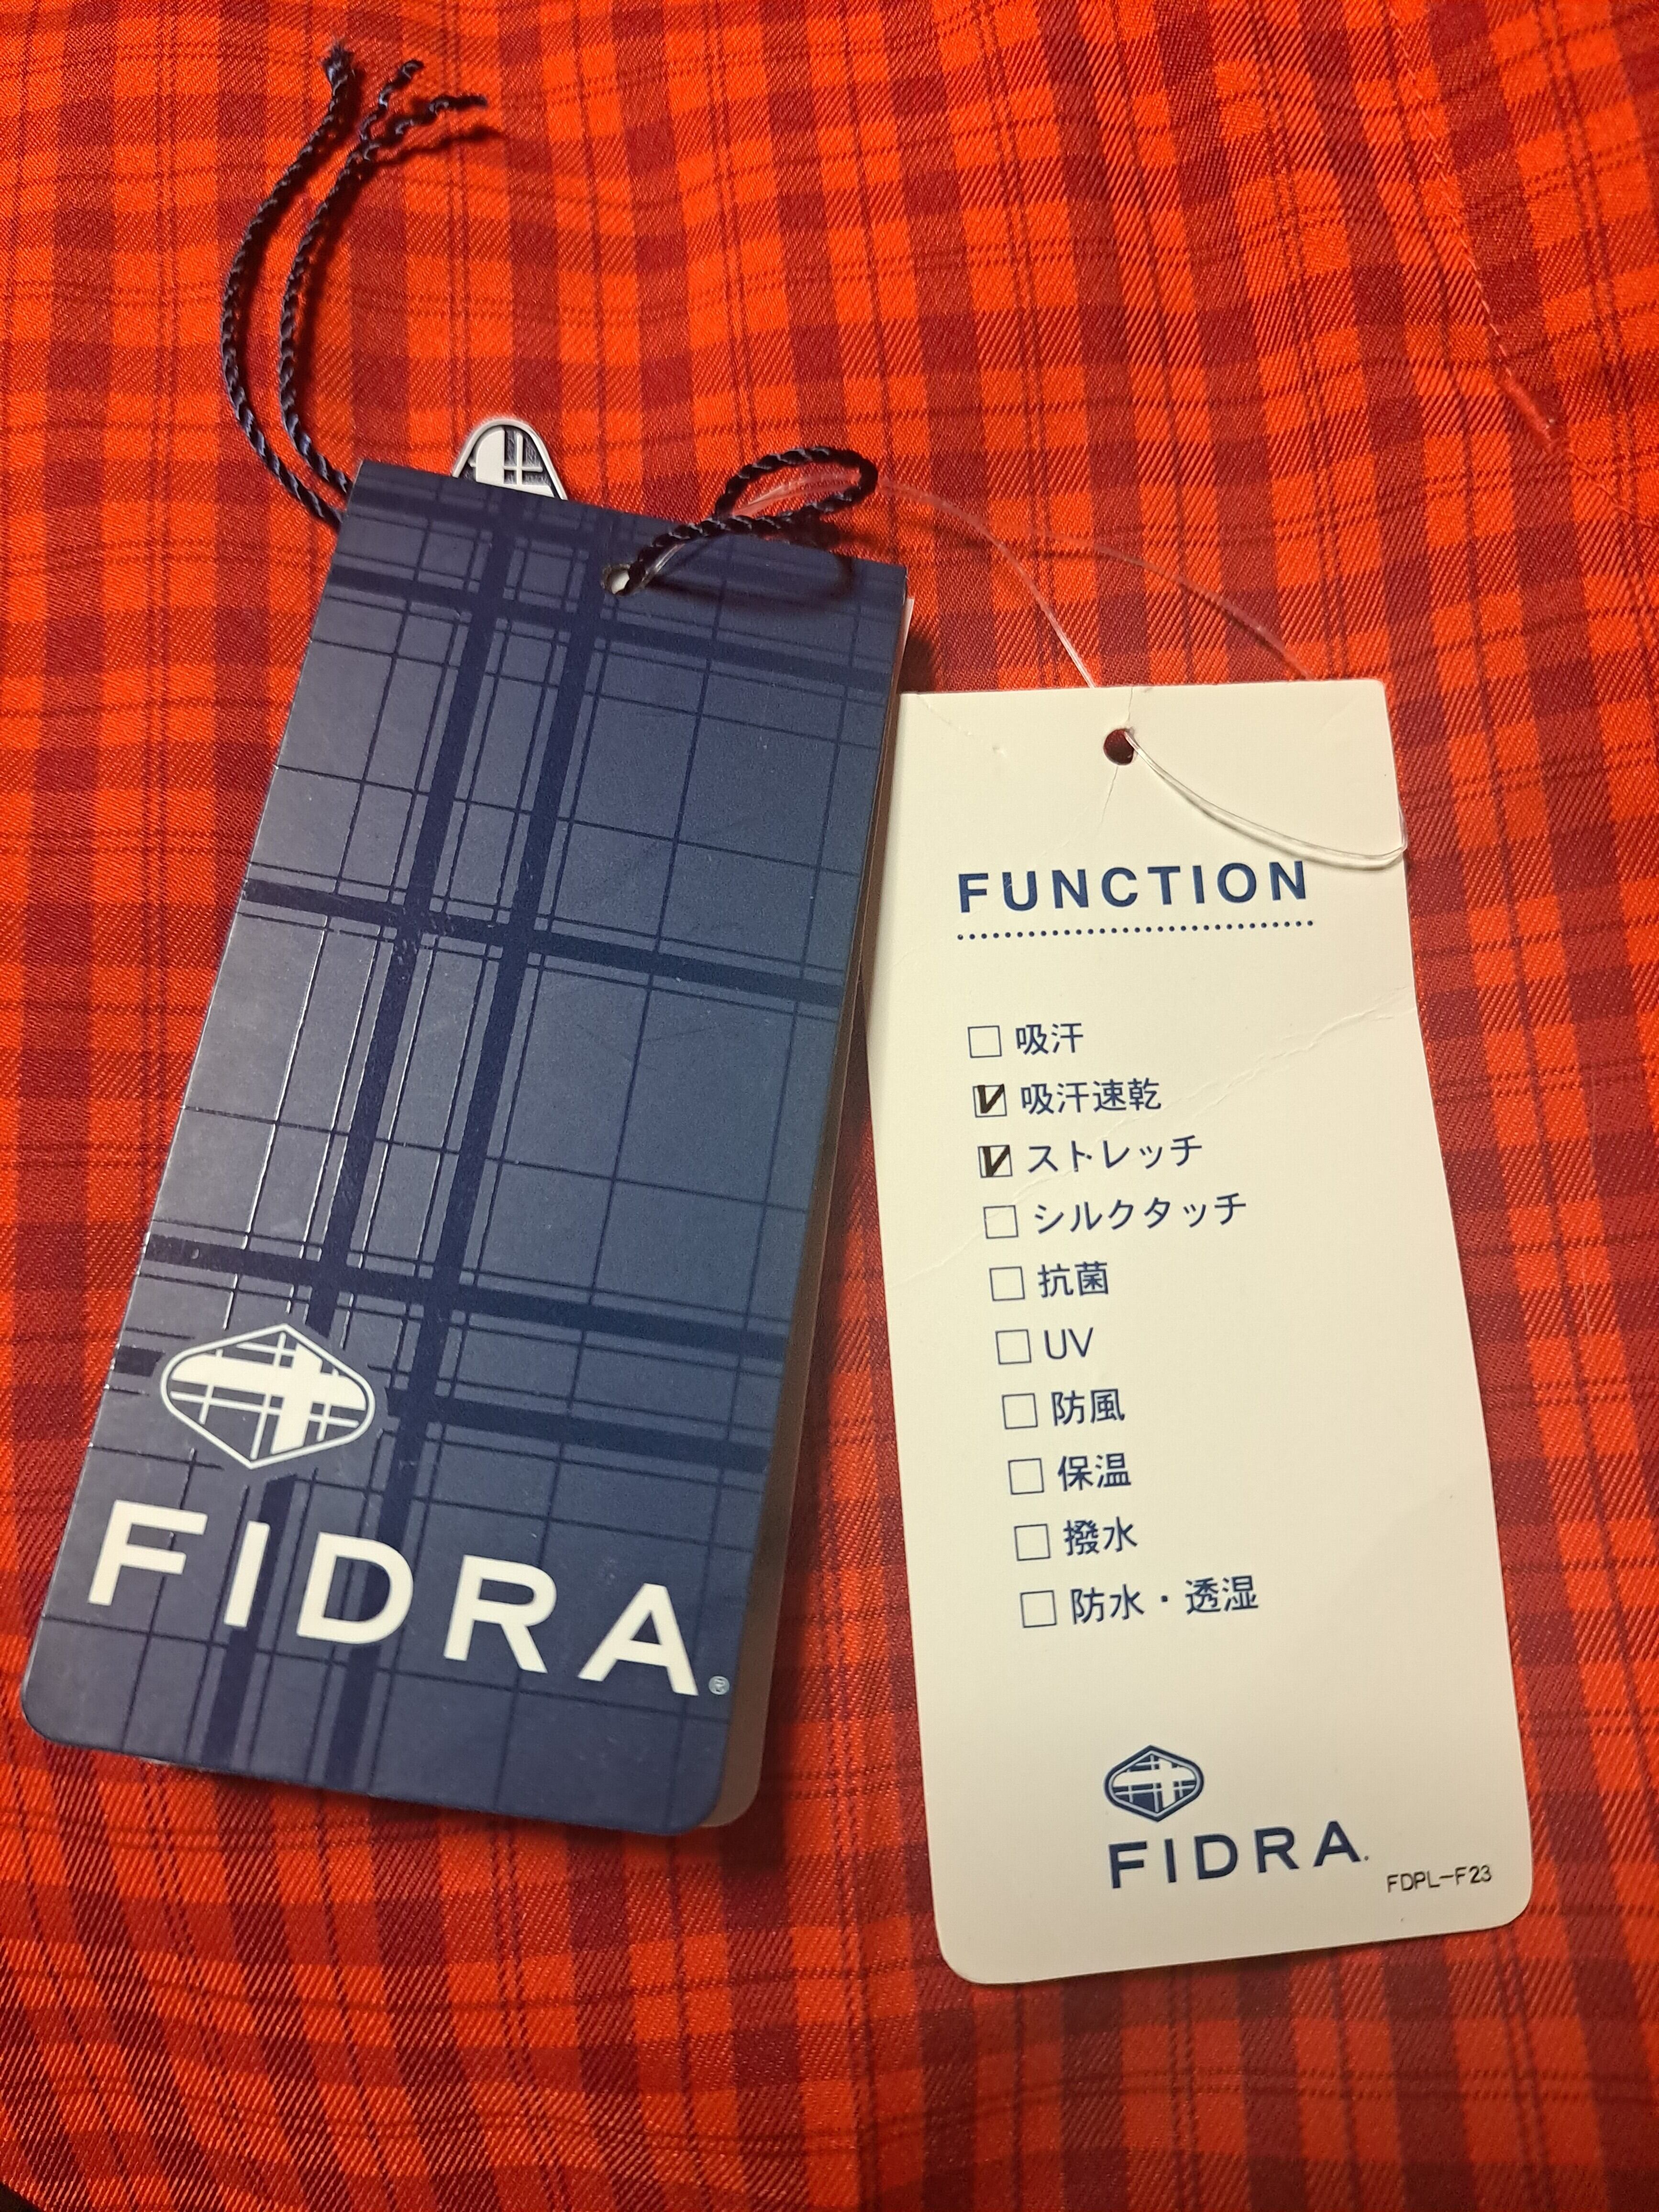 FIDRA®
FUNCTION
□ 吸汗
☑ 吸汗速乾
☑ ストレッチ
□ シルクタッチ
□ 抗菌
□ UV
□ 防風
□ 保温
□ 撥水
□ 防水・透湿
FIDRA.
FDPL-F23